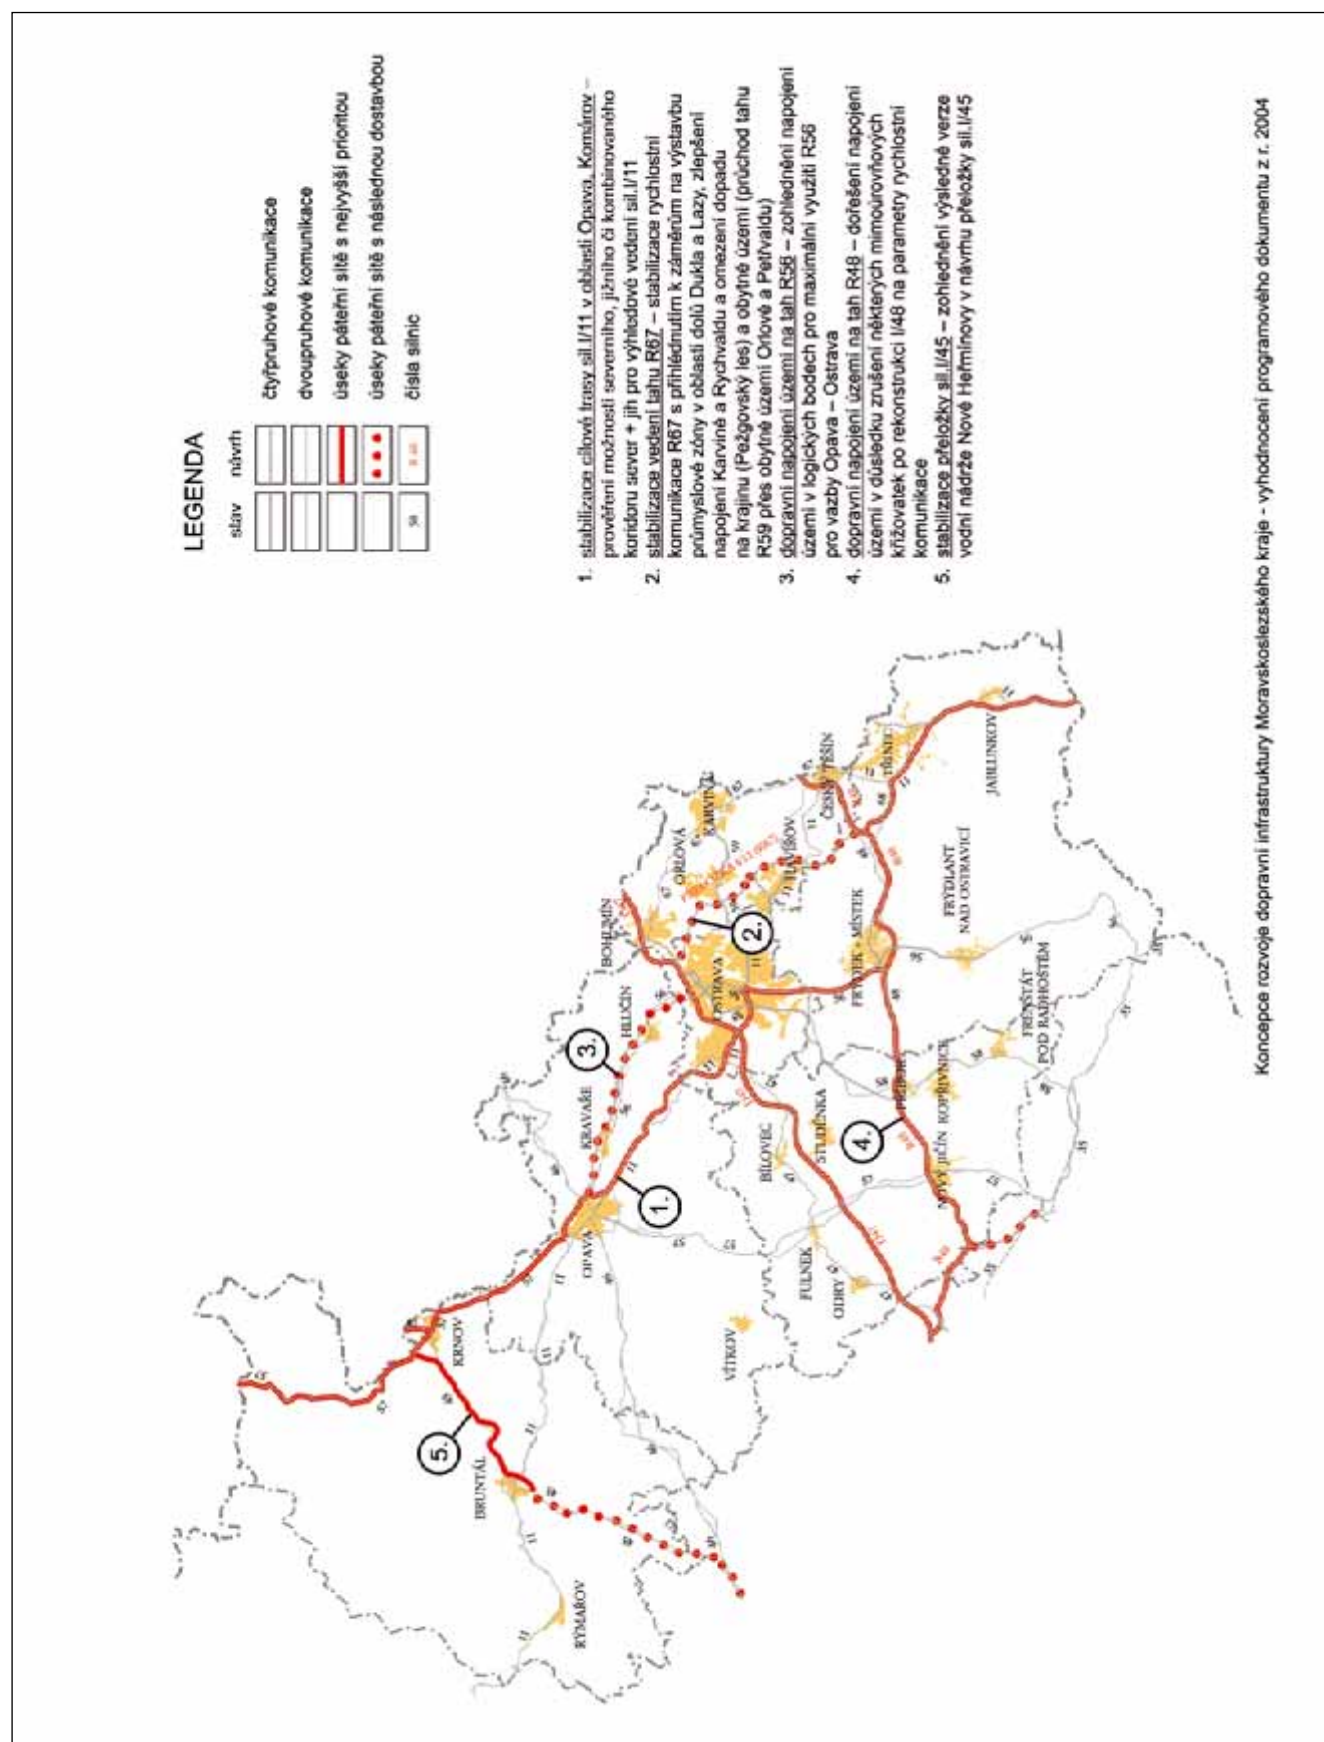 LEGENDA
stav návrh
čtyřpruhové komunikace
dvoupruhové komunikace
úseky páteřní sítě s nejvyšší prioritou
úseky páteřní sítě s následnou dostavbou
čísla silnic
1. stabilizace cílové trasy sil.I/11 v oblasti Opava, Komárov –
prověření možnosti severního, jižního či kombinovaného
koridoru sever + jih pro výhledové vedení sil.I/11
2. stabilizace vedení tahu R67 – stabilizace rychlostní
komunikace R67 s přihlédnutím k záměrům na výstavbu
průmyslové zóny v oblasti dolů Dukla a Lazy, zlepšení
napojení Karviné a Rychvaldu a omezení dopadu
na krajinu (Pežgovský les) a obytné území (průchod tahu
R59 přes obytné území Orlové a Petřvaldu)
3. dopravní napojení území na tah R56 – zohlednění napojení
území v logických bodech pro maximální využití R56
pro vazby Opava – Ostrava
4. dopravní napojení území na tah R48 – dořešení napojení
území v důsledku zrušení některých mimoúrovňových
křižovatek po rekonstrukci I/48 na parametry rychlostní
komunikace
5. stabilizace přeložky sil.I/45 – zohlednění výsledné verze
vodní nádrže Nové Heřminovy v návrhu přeložky sil.I/45
RÝMAŘOV
BRUNTÁL
5.
KRNOV
OPAVA
1.
KRAVAŘE
3.
HLUČÍN
BOHUMÍN
ORLOVÁ
KARVINÁ
2.
OSTRAVA
HAVÍŘOV
ČESKÝ TĚŠÍN
TŘINEC
JABLUNKOV
VÍTKOV
FULNEK
ODRY
BÍLOVEC
STUDÉNKA
4.
PŘÍBOR
NOVÝ JIČÍN
KOPŘIVNICE
FRÝDEK - MÍSTEK
FRÝDLANT
NAD OSTRAVICÍ
FRENŠTÁT
POD RADHOŠTĚM
Koncepce rozvoje dopravní infrastruktury Moravskoslezského kraje - vyhodnocení programového dokumentu z r. 2004